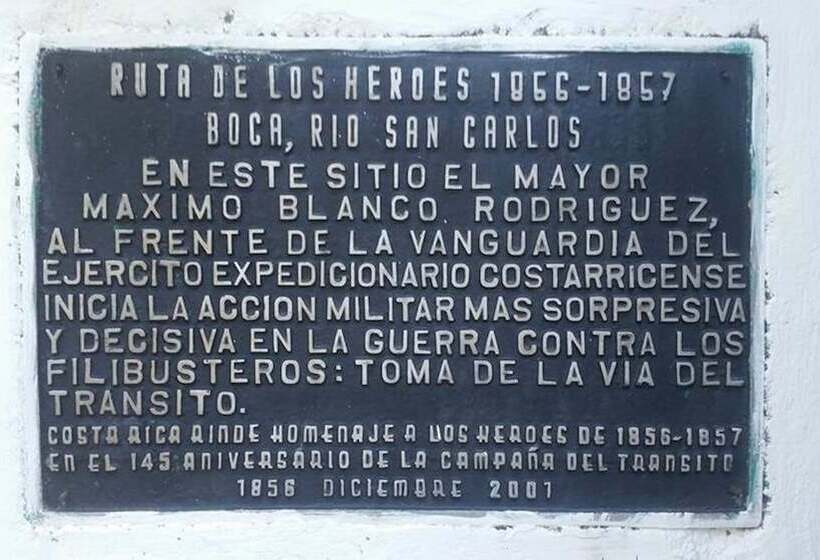 RUTA DE LOS HEROES 1856-1857
BOCA, RIO SAN CARLOS
EN ESTE SITIO EL MAYOR
MAXIMO BLANCO RODRIGUEZ,
AL FRENTE DE LA VANGUARDIA DEL
EJERCITO EXPEDICIONARIO COSTARRICENSE
INICIA LA ACCION MILITAR MAS SORPRESIVA
Y DECISIVA EN LA GUERRA CONTRA LOS
FILIBUSTEROS: TOMA DE LA VIA DEL
TRANSITO.
COSTA RICA RINDE HOMENAJE A LOS HEROES DE 1856-1857
EN EL 145 ANIVERSARIO DE LA CAMPAÑA DEL TRANSITO
1856 DICIEMBRE 2001